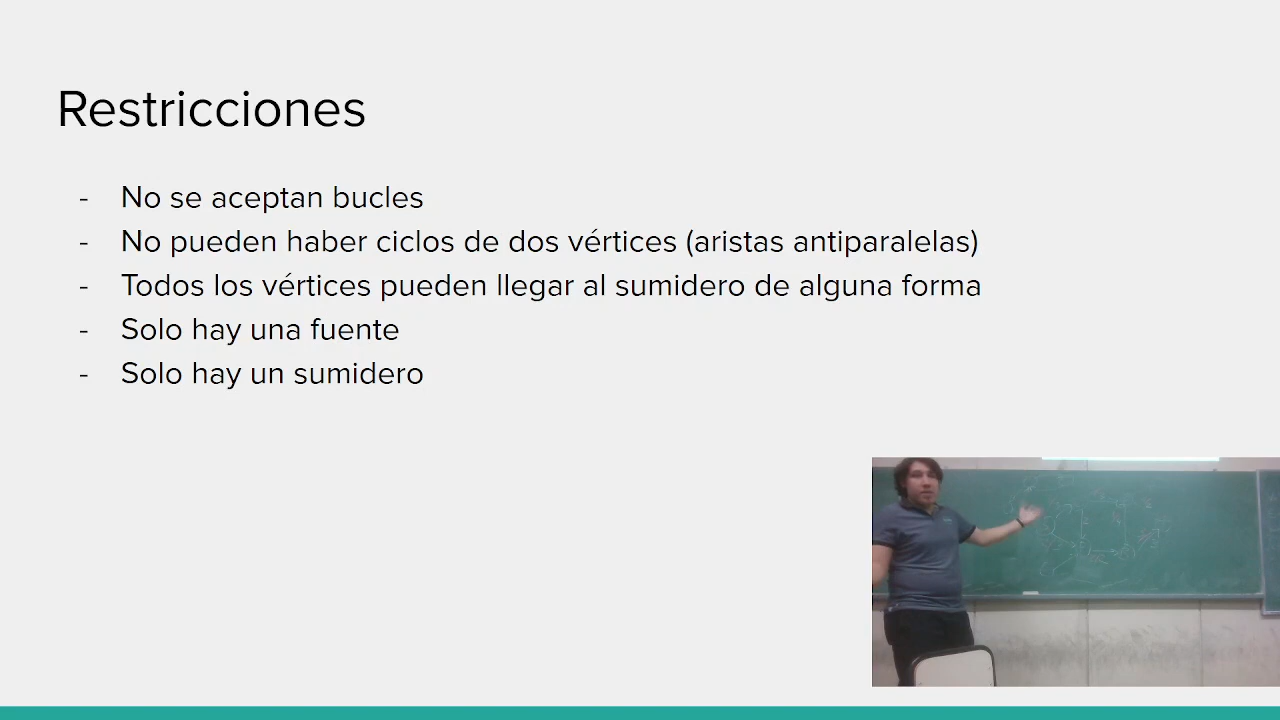 Restricciones
- No se aceptan bucles
- No pueden haber ciclos de dos vértices (aristas antiparalelas)
- Todos los vértices pueden llegar al sumidero de alguna forma
- Solo hay una fuente
- Solo hay un sumidero